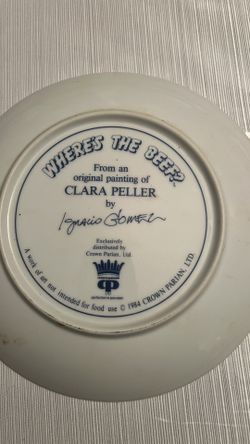 WHERE'S THE BEEF?
From an
original painting of
CLARA PELLER
by
Ignacio Gomez
Exclusively
distributed by
Crown Parian, Ltd
CP
A work of art not intended for food use © 1984 CROWN PARIAN, LTD.